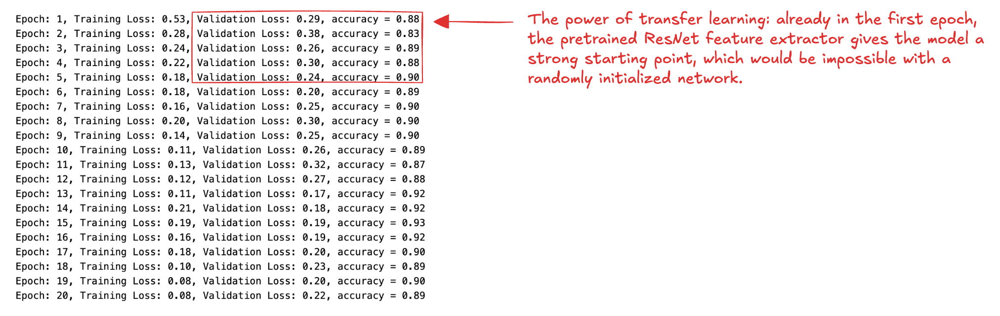 Epoch: 1, Training Loss: 0.53, Validation Loss: 0.29, accuracy = 0.88
Epoch: 2, Training Loss: 0.28, Validation Loss: 0.38, accuracy = 0.83
Epoch: 3, Training Loss: 0.24, Validation Loss: 0.26, accuracy = 0.89
Epoch: 4, Training Loss: 0.22, Validation Loss: 0.30, accuracy = 0.88
Epoch: 5, Training Loss: 0.18, Validation Loss: 0.24, accuracy = 0.90
Epoch: 6, Training Loss: 0.18, Validation Loss: 0.20, accuracy = 0.89
Epoch: 7, Training Loss: 0.16, Validation Loss: 0.25, accuracy = 0.90
Epoch: 8, Training Loss: 0.20, Validation Loss: 0.30, accuracy = 0.90
Epoch: 9, Training Loss: 0.14, Validation Loss: 0.25, accuracy = 0.90
Epoch: 10, Training Loss: 0.11, Validation Loss: 0.26, accuracy = 0.89
Epoch: 11, Training Loss: 0.13, Validation Loss: 0.32, accuracy = 0.87
Epoch: 12, Training Loss: 0.12, Validation Loss: 0.27, accuracy = 0.88
Epoch: 13, Training Loss: 0.11, Validation Loss: 0.17, accuracy = 0.92
Epoch: 14, Training Loss: 0.21, Validation Loss: 0.18, accuracy = 0.92
Epoch: 15, Training Loss: 0.19, Validation Loss: 0.19, accuracy = 0.93
Epoch: 16, Training Loss: 0.16, Validation Loss: 0.19, accuracy = 0.92
Epoch: 17, Training Loss: 0.18, Validation Loss: 0.20, accuracy = 0.90
Epoch: 18, Training Loss: 0.10, Validation Loss: 0.23, accuracy = 0.89
Epoch: 19, Training Loss: 0.08, Validation Loss: 0.20, accuracy = 0.90
Epoch: 20, Training Loss: 0.08, Validation Loss: 0.22, accuracy = 0.89
The power of transfer learning: already in the first epoch,
the pretrained ResNet feature extractor gives the model a
strong starting point, which would be impossible with a
randomly initialized network.